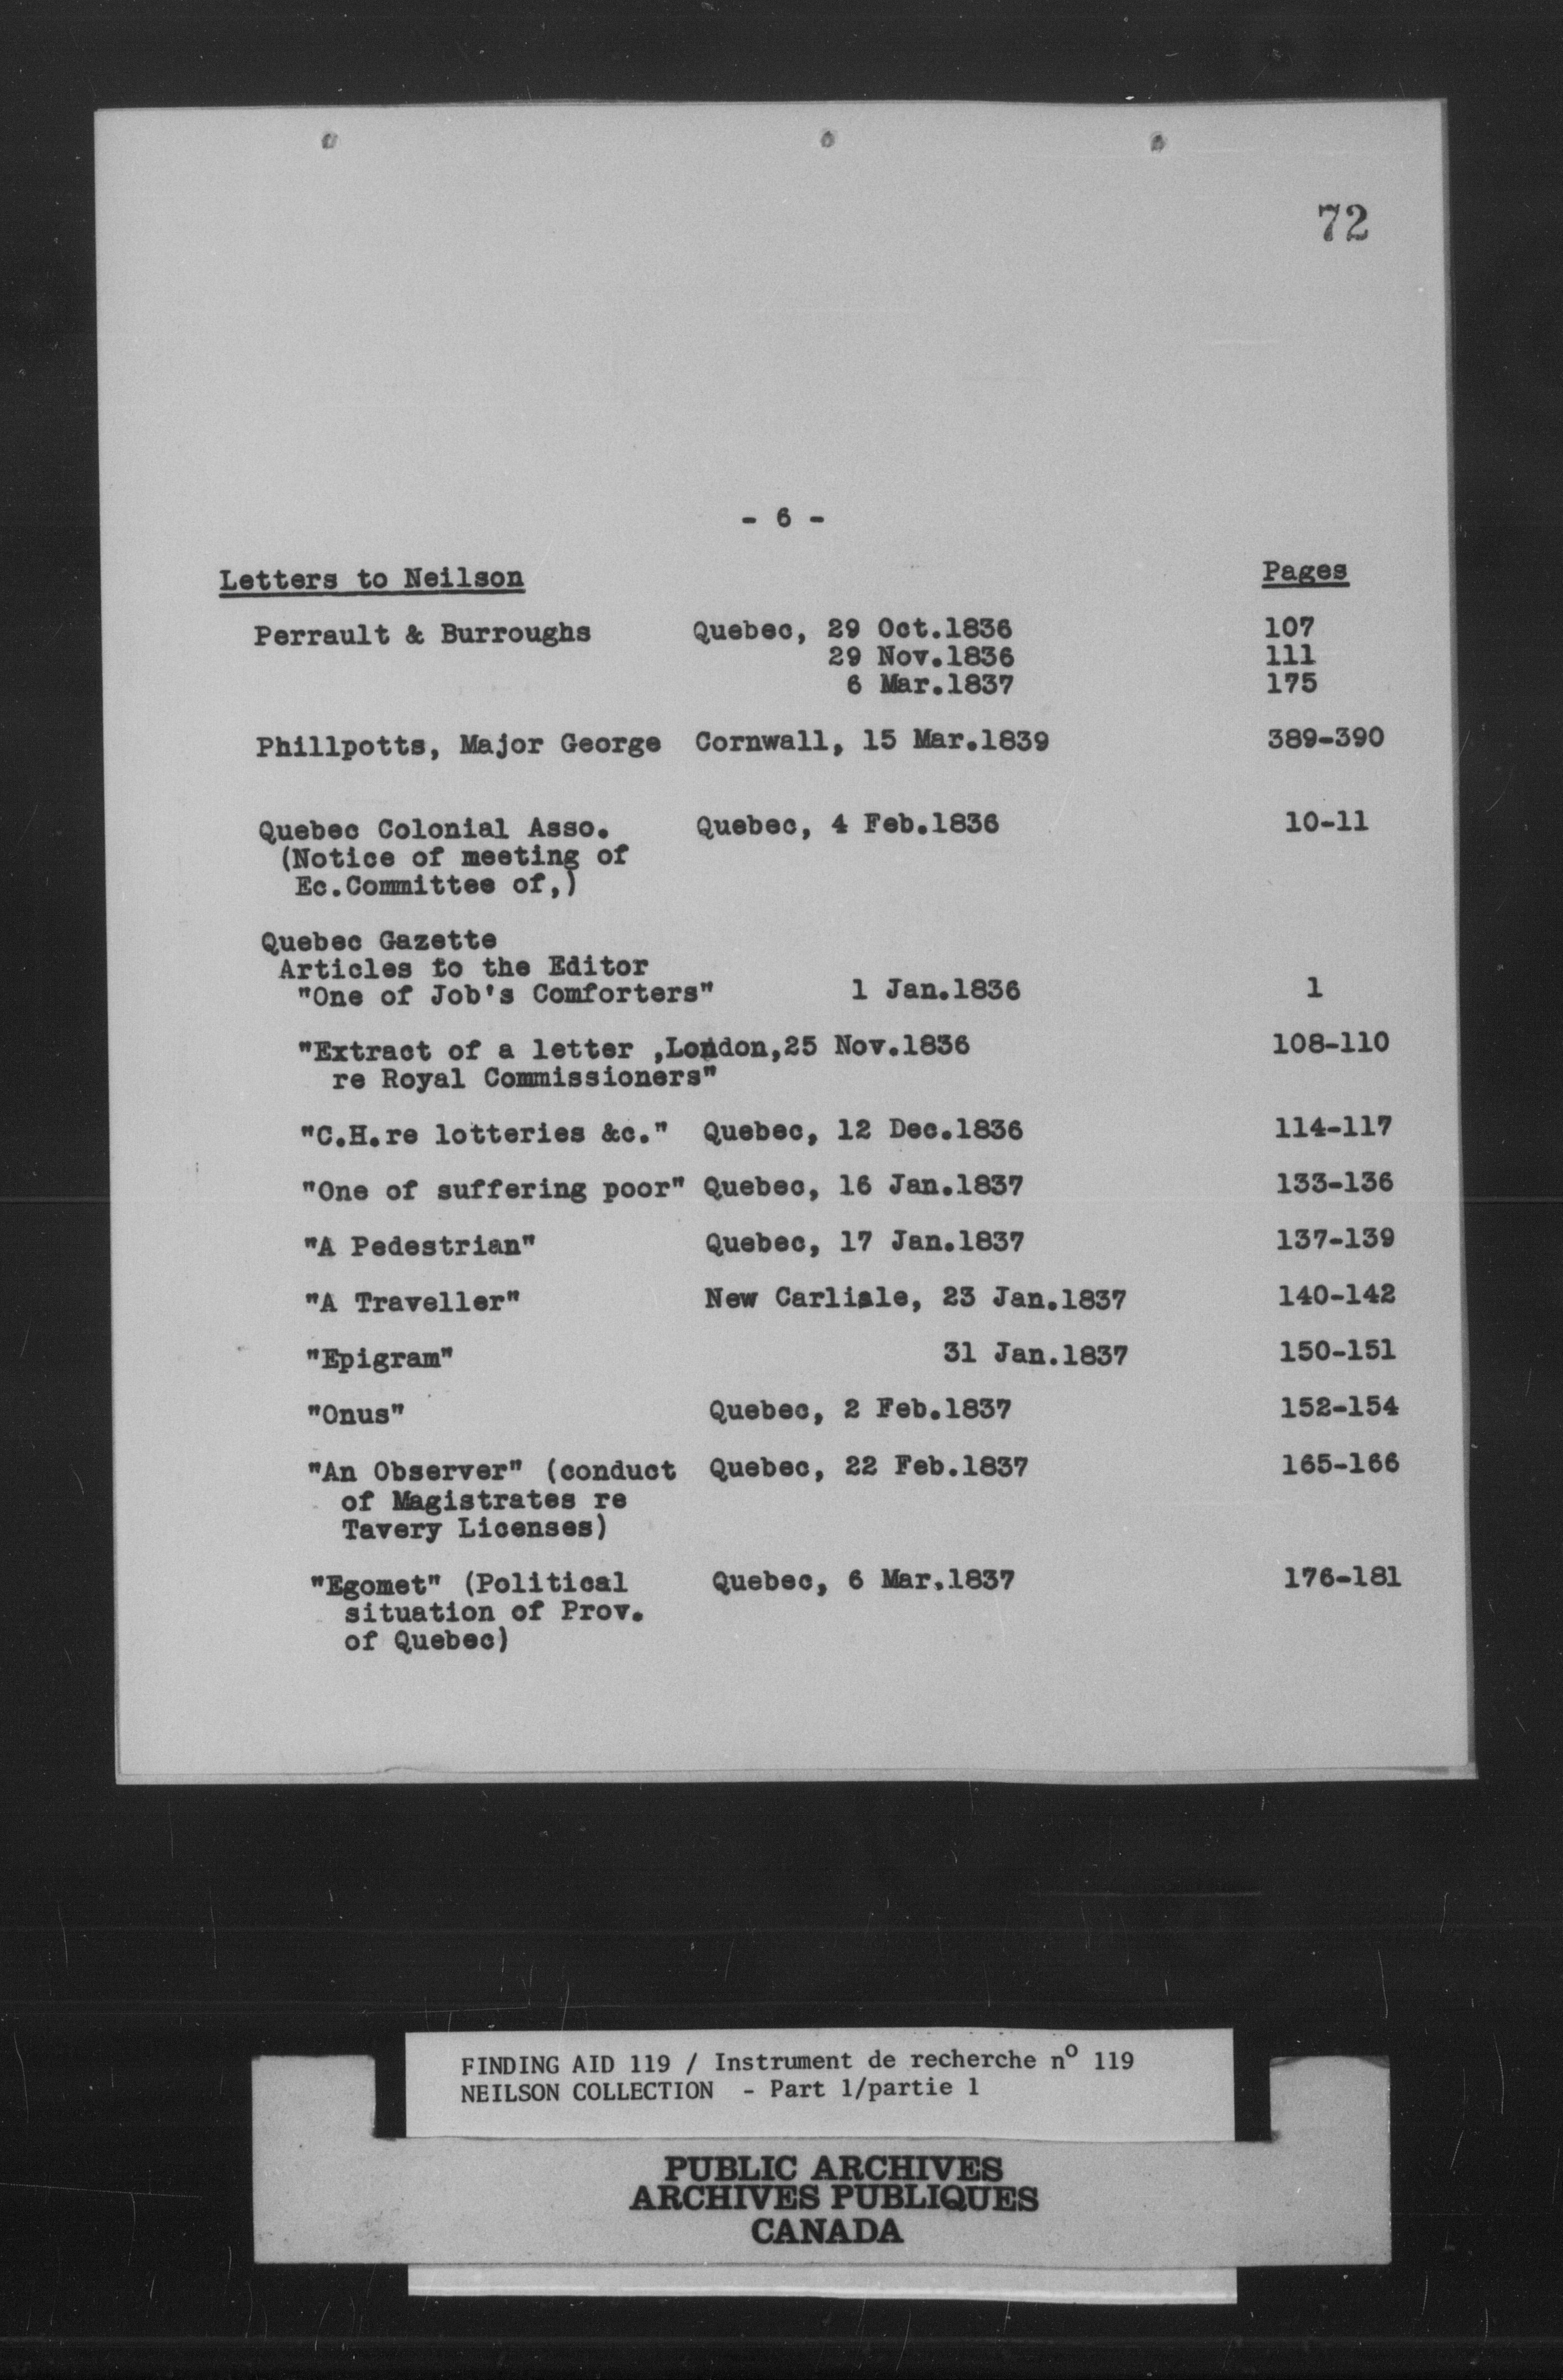 72
- 6 -
Letters to Neilson Pages
Perrault & Burroughs Quebec, 29 Oct.1836 107
29 Nov.1836 111
6 Mar.1837 175
Phillpotts, Major George Cornwall, 15 Mar.1839 389-390
Quebec Colonial Asso. Quebec, 4 Feb.1836 10-11
(Notice of meeting of
Ec.Committee of,)
Quebec Gazette
Articles to the Editor
"One of Job's Comforters" 1 Jan.1836 1
"Extract of a letter ,London,25 Nov.1836 108-110
re Royal Commissioners"
"C.H.re lotteries &c." Quebec, 12 Dec.1836 114-117
"One of suffering poor" Quebec, 16 Jan.1837 133-136
"A Pedestrian" Quebec, 17 Jan.1837 137-139
"A Traveller" New Carlisle, 23 Jan.1837 140-142
"Epigram" 31 Jan.1837 150-151
"Onus" Quebec, 2 Feb.1837 152-154
"An Observer" (conduct Quebec, 22 Feb.1837 165-166
of Magistrates re
Tavery Licenses)
"Egomet" (Political Quebec, 6 Mar.1837 176-181
situation of Prov.
of Quebec)
FINDING AID 119 / Instrument de recherche nº 119
NEILSON COLLECTION - Part 1/partie 1
PUBLIC ARCHIVES
ARCHIVES PUBLIQUES
CANADA